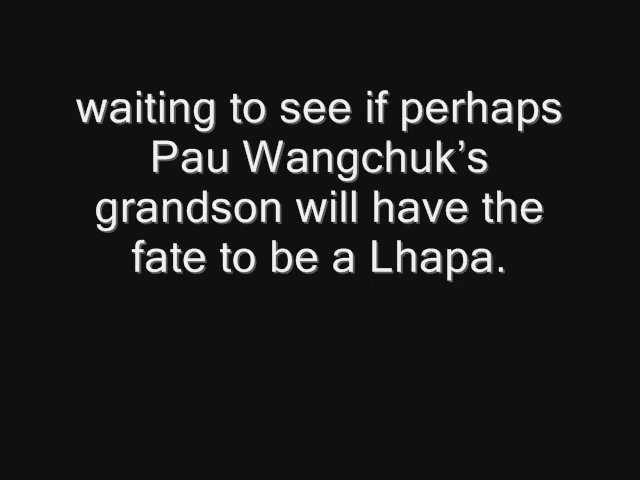 waiting to see if perhaps
Pau Wangchuk’s
grandson will have the
fate to be a Lhapa.